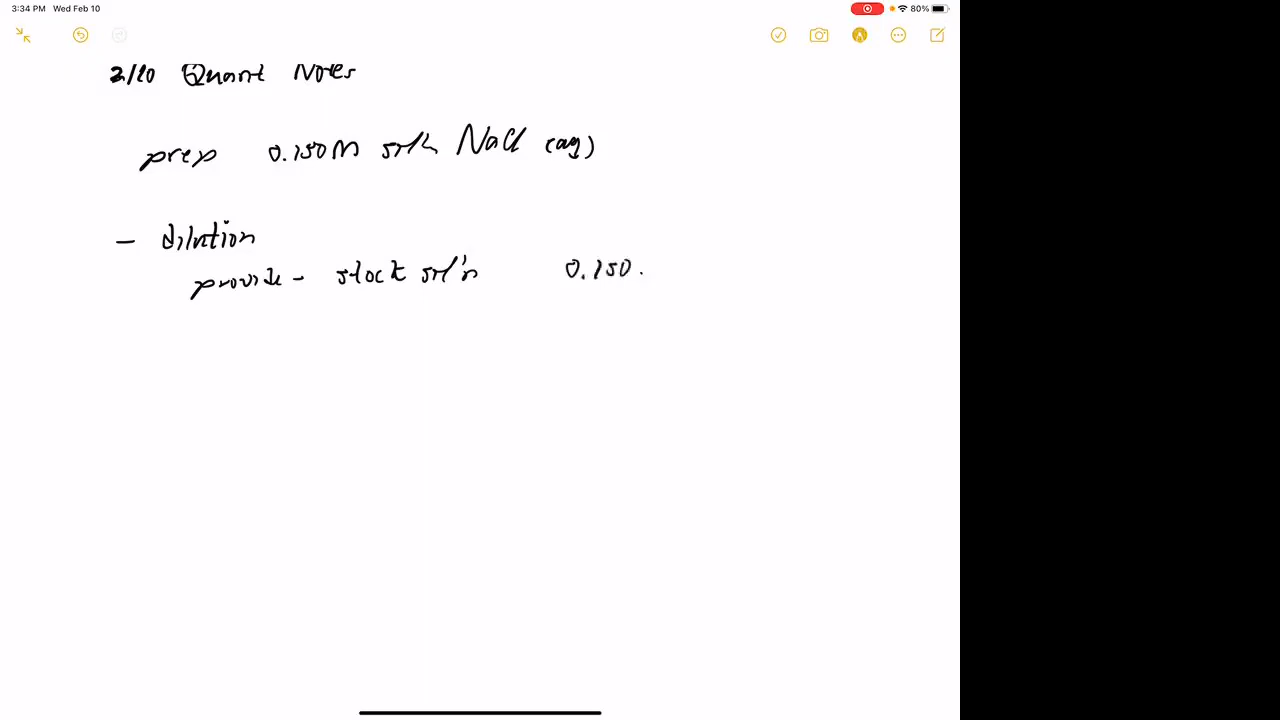 3:34 PM Wed Feb 10 80%
2/10 Quant Notes
prep 0.150M sol'n NaCl (aq)
- dilution
provide - stock sol'n 0.150.